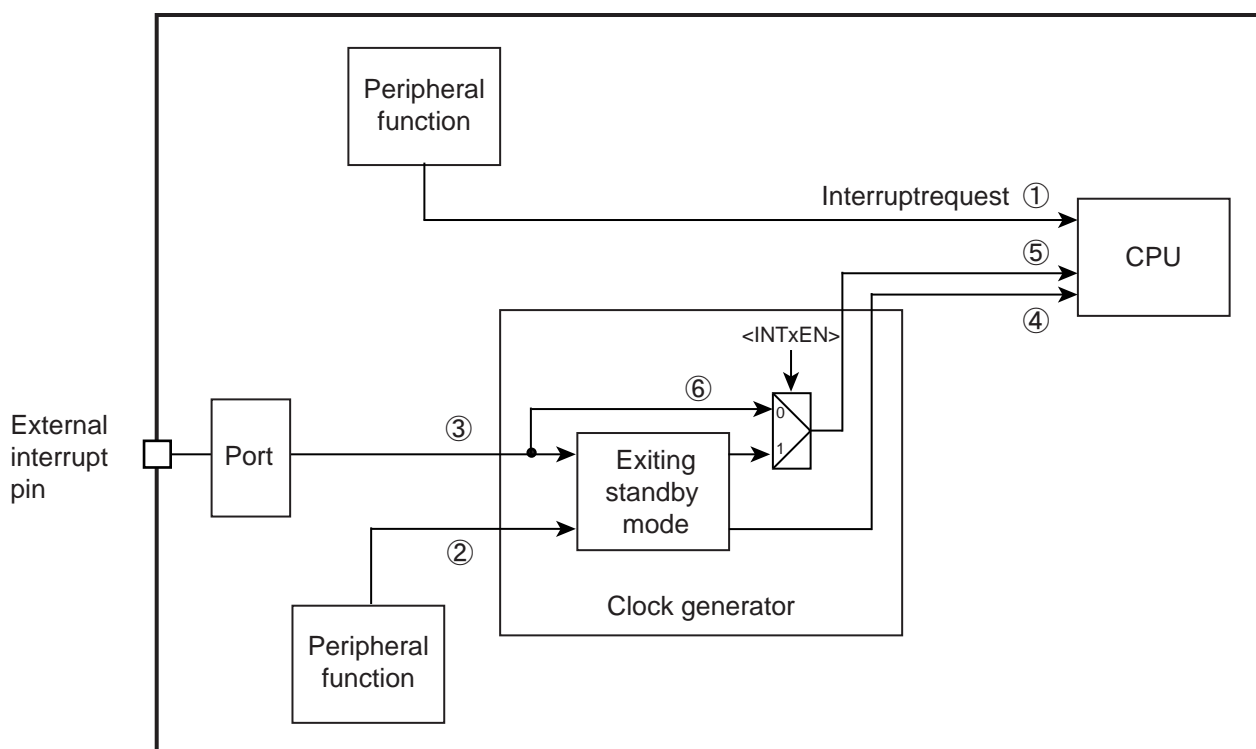 Peripheral
function
Interruptrequest ①
CPU
⑤
④
<INTxEN>
⑥
0
1
External
interrupt
pin
Port
③
Exiting
standby
mode
②
Clock generator
Peripheral
function